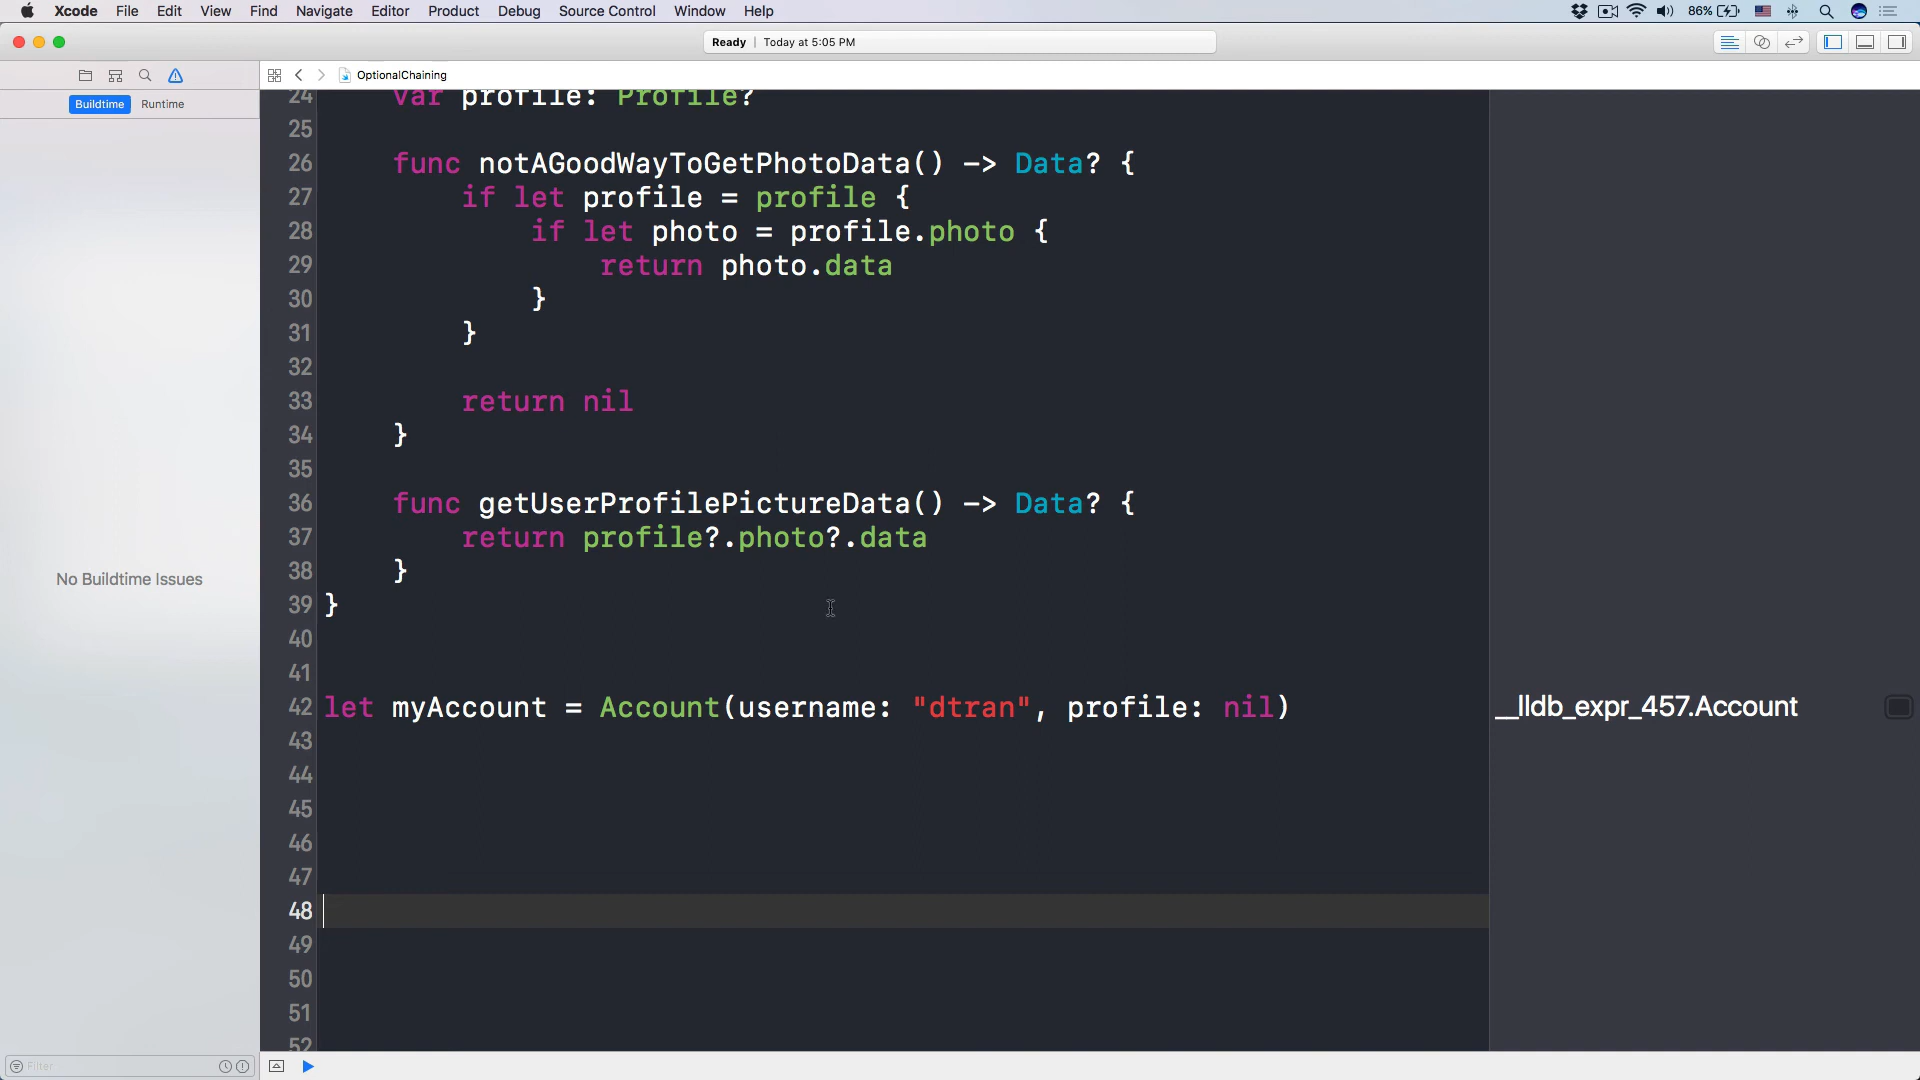 Xcode File Edit View Find Navigate Editor Product Debug Source Control Window Help 86%
Ready | Today at 5:05 PM
OptionalChaining
Buildtime Runtime
24 var profile: Profile?
25
26 func notAGoodWayToGetPhotoData() -> Data? {
27 if let profile = profile {
28 if let photo = profile.photo {
29 return photo.data
30 }
31 }
32
33 return nil
34 }
35
36 func getUserProfilePictureData() -> Data? {
37 return profile?.photo?.data
38 }
No Buildtime Issues
39 }
40
41
42 let myAccount = Account(username: "dtran", profile: nil) __lldb_expr_457.Account
43
44
45
46
47
48
49
50
51
52
Filter